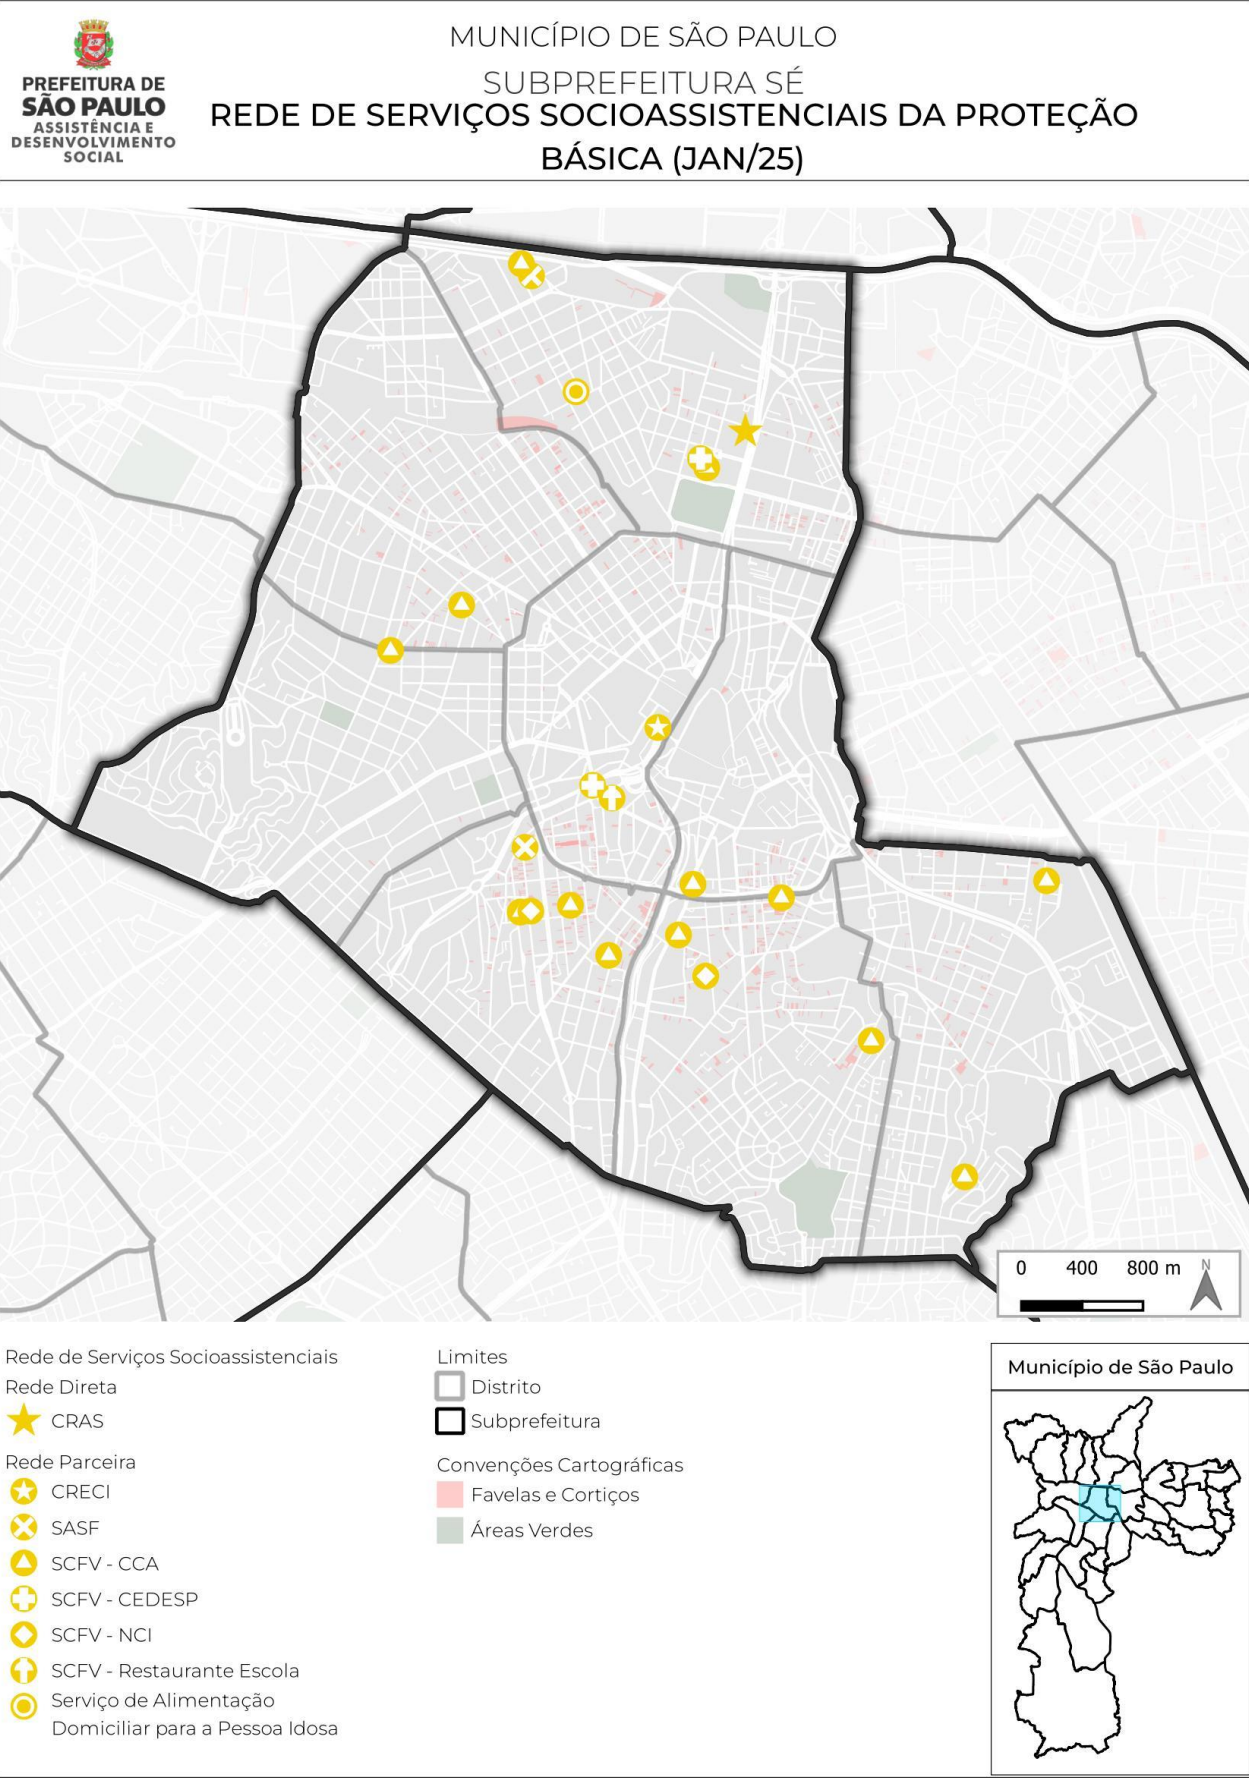 PREFEITURA DE
SÃO PAULO
ASSISTÊNCIA E
DESENVOLVIMENTO
SOCIAL
MUNICÍPIO DE SÃO PAULO
SUBPREFEITURA SÉ
REDE DE SERVIÇOS SOCIOASSISTENCIAIS DA PROTEÇÃO
BÁSICA (JAN/25)
0 400 800 m N
Rede de Serviços Socioassistenciais
Rede Direta
CRAS
Rede Parceira
CRECI
SASF
SCFV - CCA
SCFV - CEDESP
SCFV - NCI
SCFV - Restaurante Escola
Serviço de Alimentação
Domiciliar para a Pessoa Idosa
Limites
Distrito
Subprefeitura
Convenções Cartográficas
Favelas e Cortiços
Áreas Verdes
Município de São Paulo